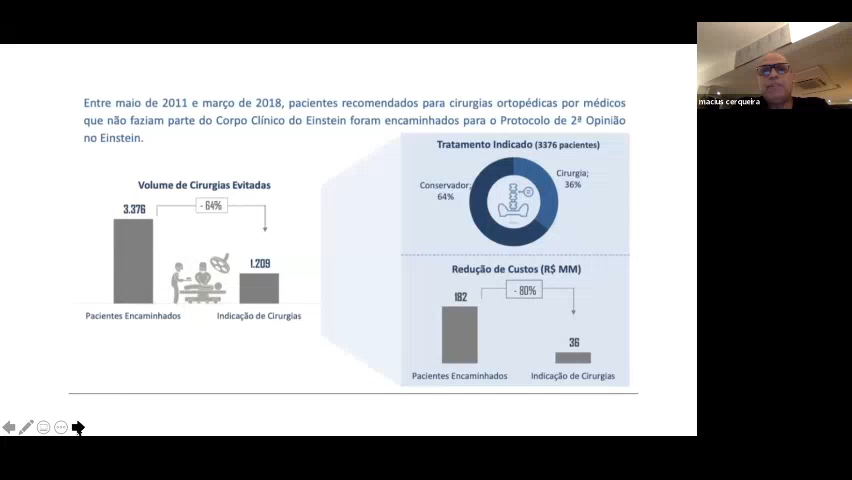 Entre maio de 2011 e março de 2018, pacientes recomendados para cirurgias ortopédicas por médicos
que não faziam parte do Corpo Clínico do Einstein foram encaminhados para o Protocolo de 2ª Opinião
no Einstein.
Volume de Cirurgias Evitadas
3.376
- 64%
1.209
Pacientes Encaminhados
Indicação de Cirurgias
Tratamento Indicado (3376 pacientes)
Conservador;
64%
Cirurgia;
36%
Redução de Custos (R$ MM)
182
- 80%
36
Pacientes Encaminhados
Indicação de Cirurgias
macius cerqueira